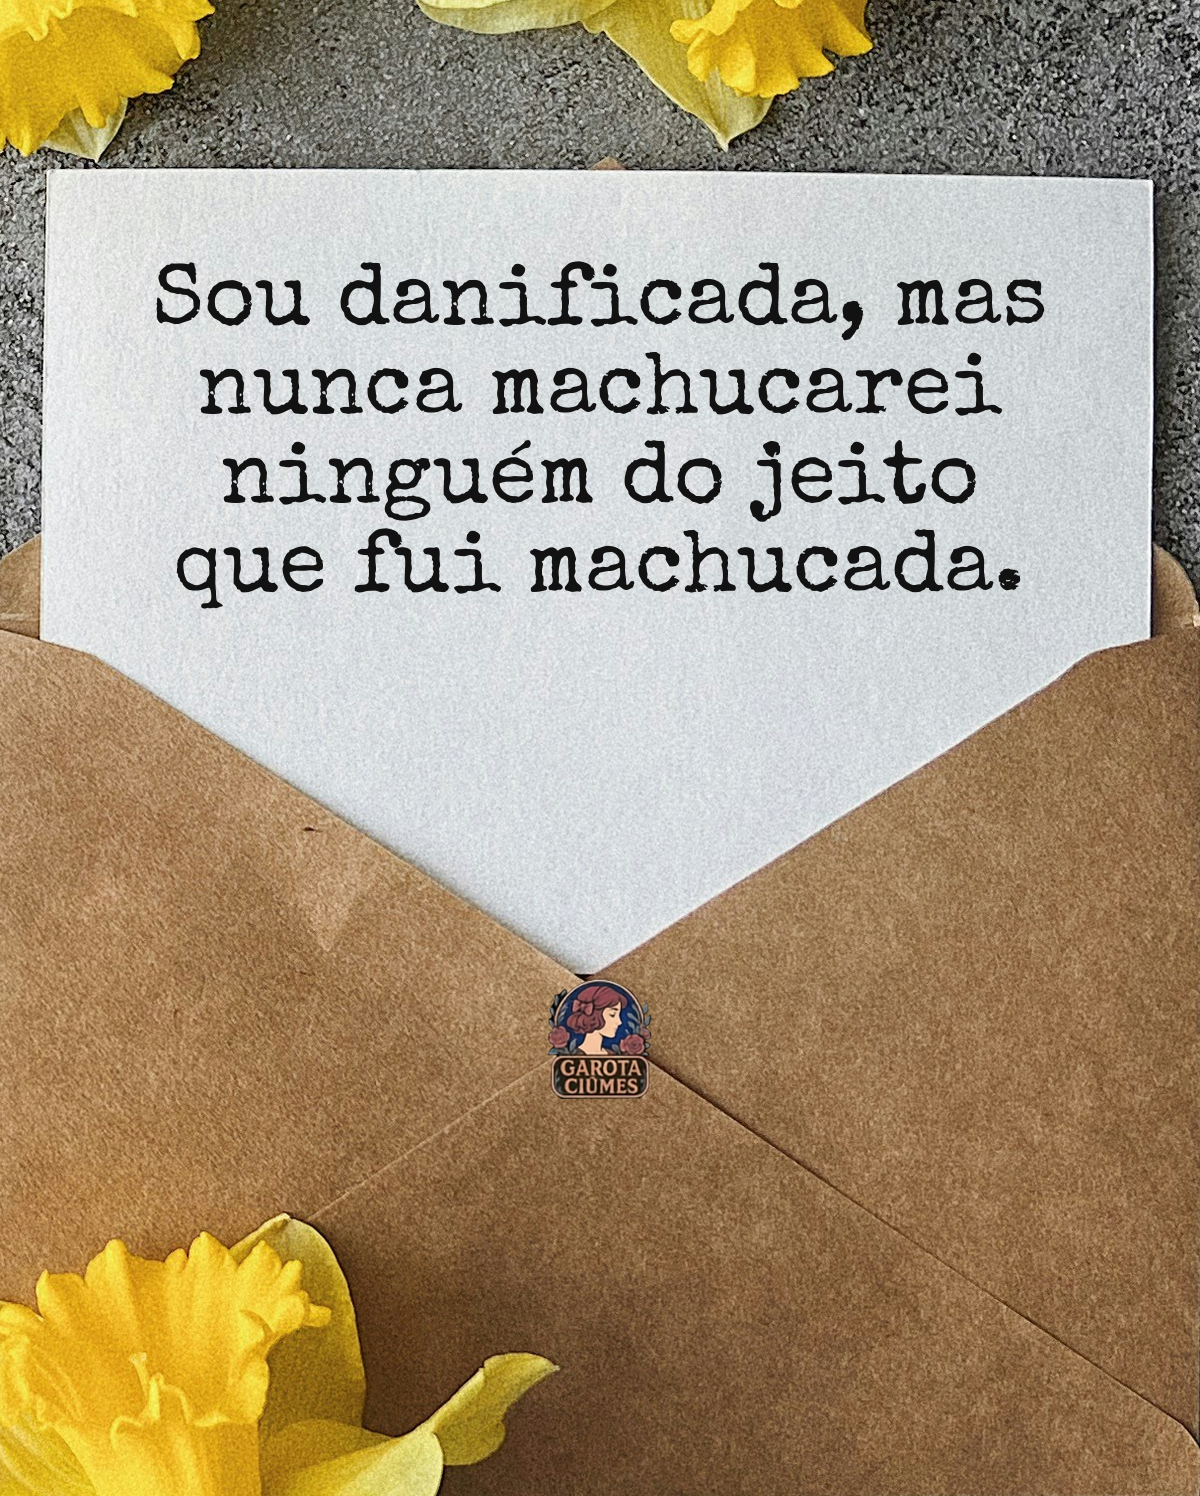 Sou danificada, mas
nunca machucarei
ninguém do jeito
que fui machucada.
GAROTA
CIÚMES